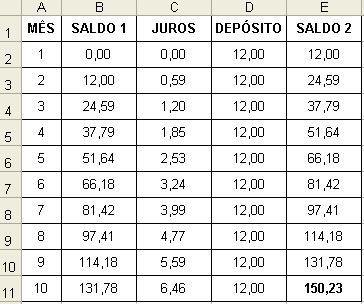 A B C D E
1 MÊS SALDO 1 JUROS DEPÓSITO SALDO 2
2 1 0,00 0,00 12,00 12,00
3 2 12,00 0,59 12,00 24,59
4 3 24,59 1,20 12,00 37,79
5 4 37,79 1,85 12,00 51,64
6 5 51,64 2,53 12,00 66,18
7 6 66,18 3,24 12,00 81,42
8 7 81,42 3,99 12,00 97,41
9 8 97,41 4,77 12,00 114,18
10 9 114,18 5,59 12,00 131,78
11 10 131,78 6,46 12,00 150,23